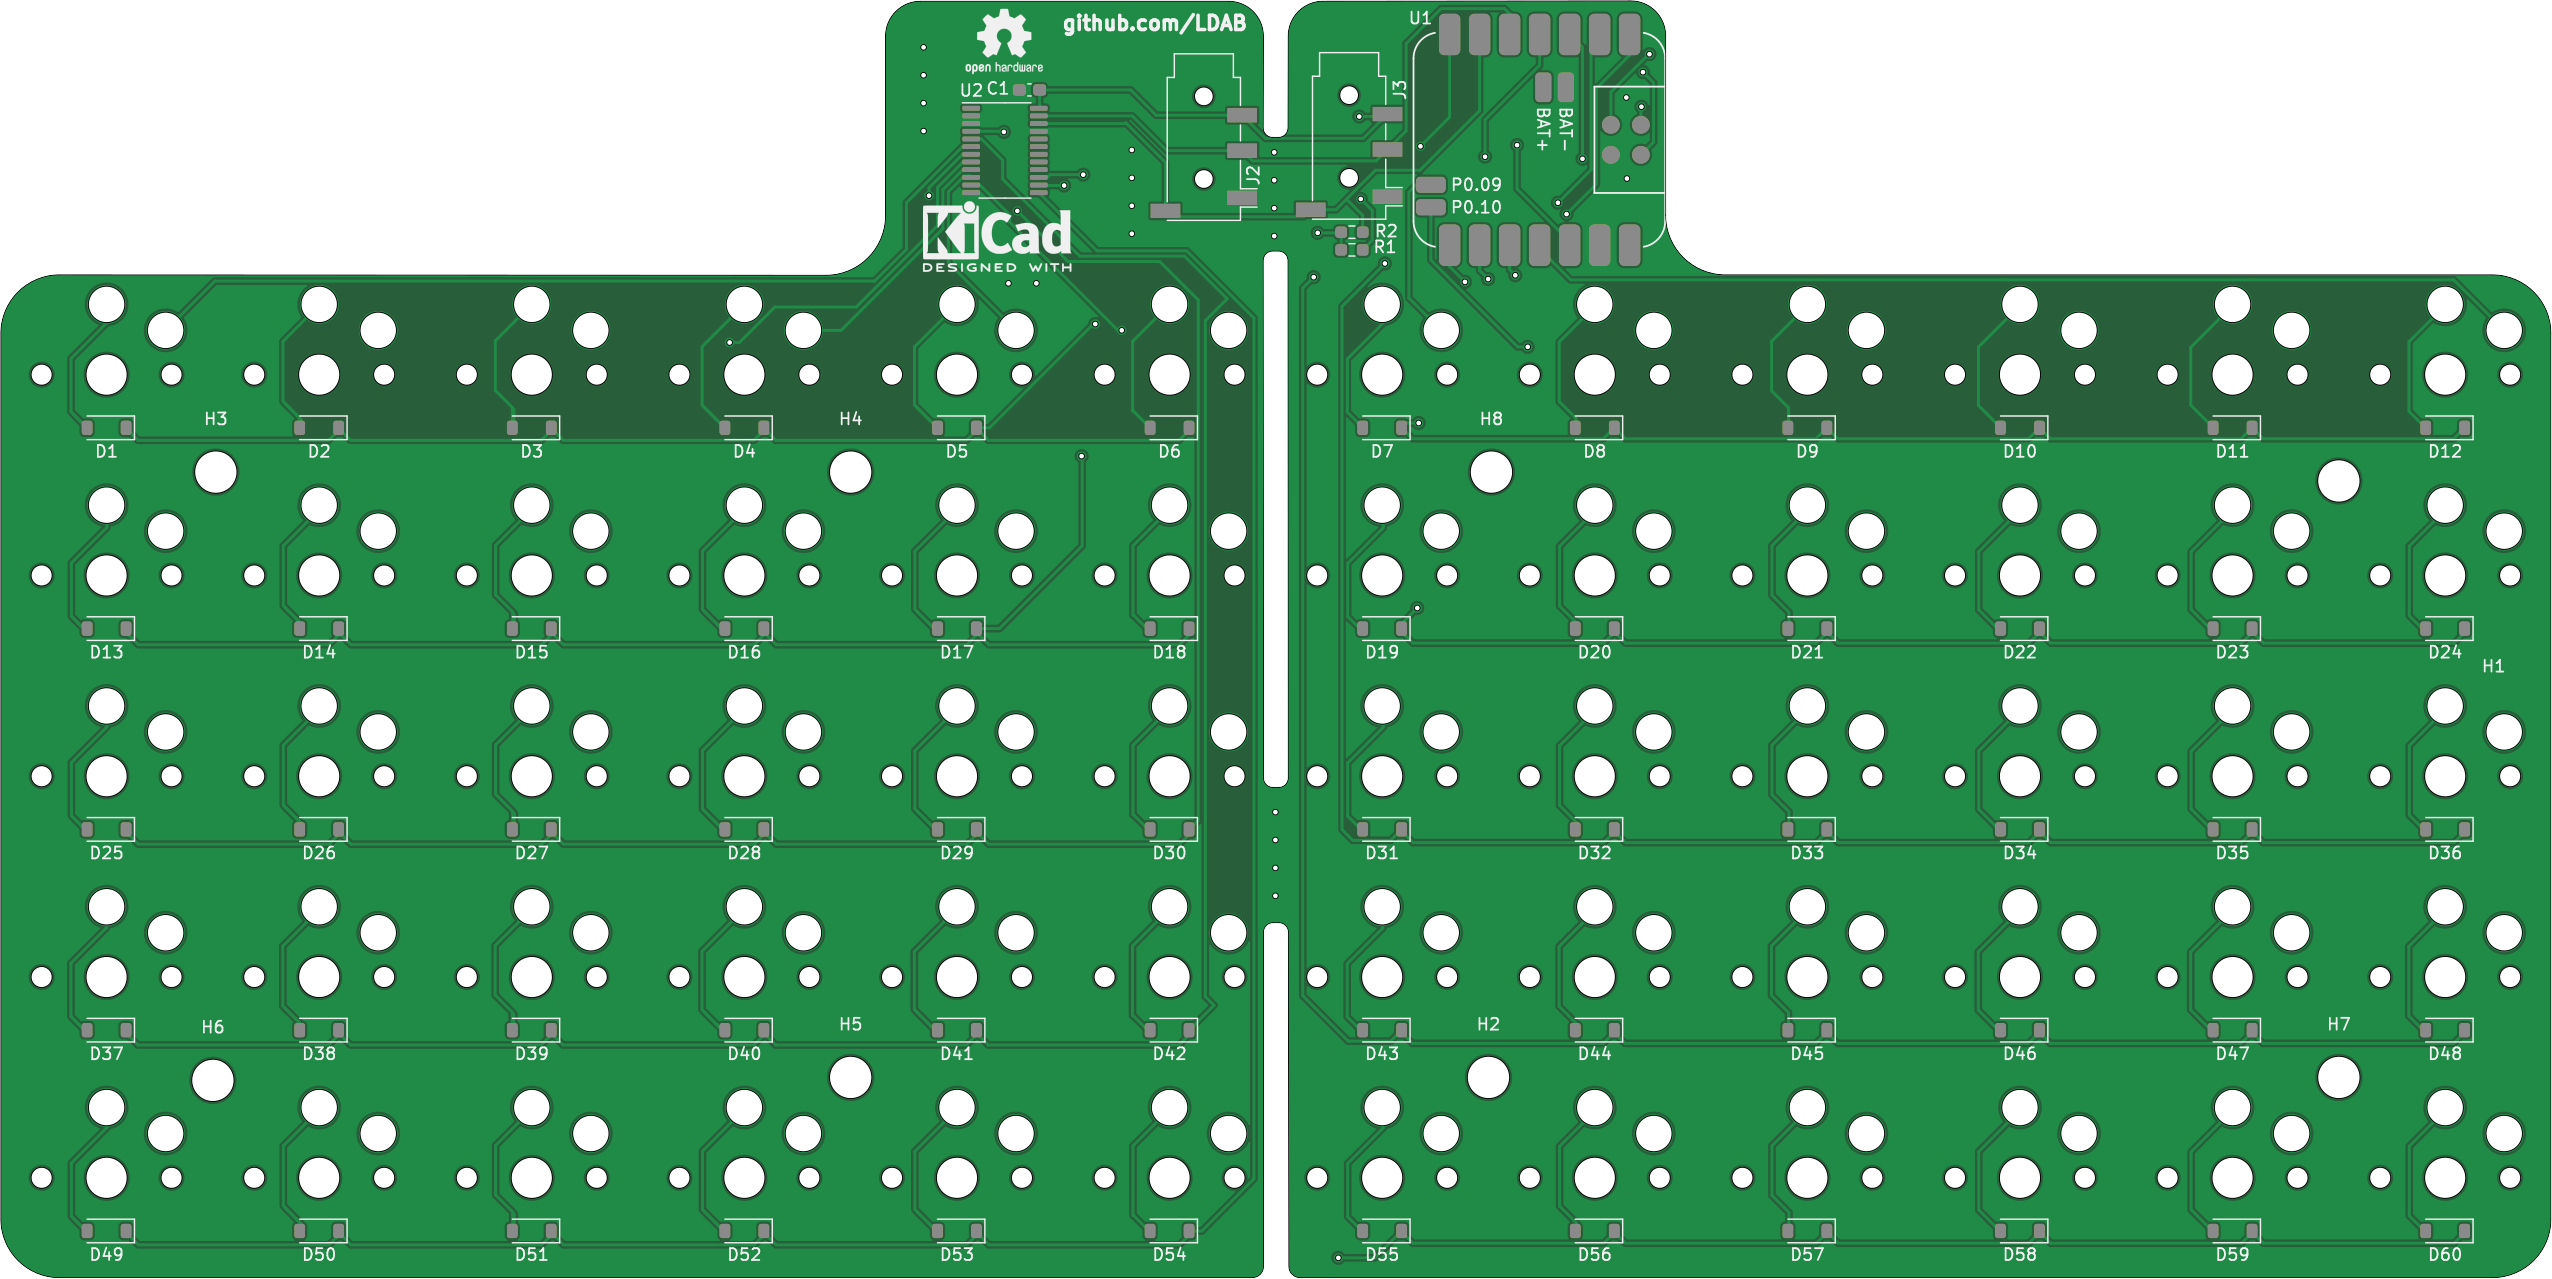 github.com/LDAB
open hardware
U1
U2 C1
J3
J2
BAT+
BAT-
P0.09
P0.10
R2
R1
KiCad
DESIGNED WITH
H3 H4 H8
D1 D2 D3 D4 D5 D6 D7 D8 D9 D10 D11 D12
D13 D14 D15 D16 D17 D18 D19 D20 D21 D22 D23 D24
H1
D25 D26 D27 D28 D29 D30 D31 D32 D33 D34 D35 D36
H6 H5 H2 H7
D37 D38 D39 D40 D41 D42 D43 D44 D45 D46 D47 D48
D49 D50 D51 D52 D53 D54 D55 D56 D57 D58 D59 D60